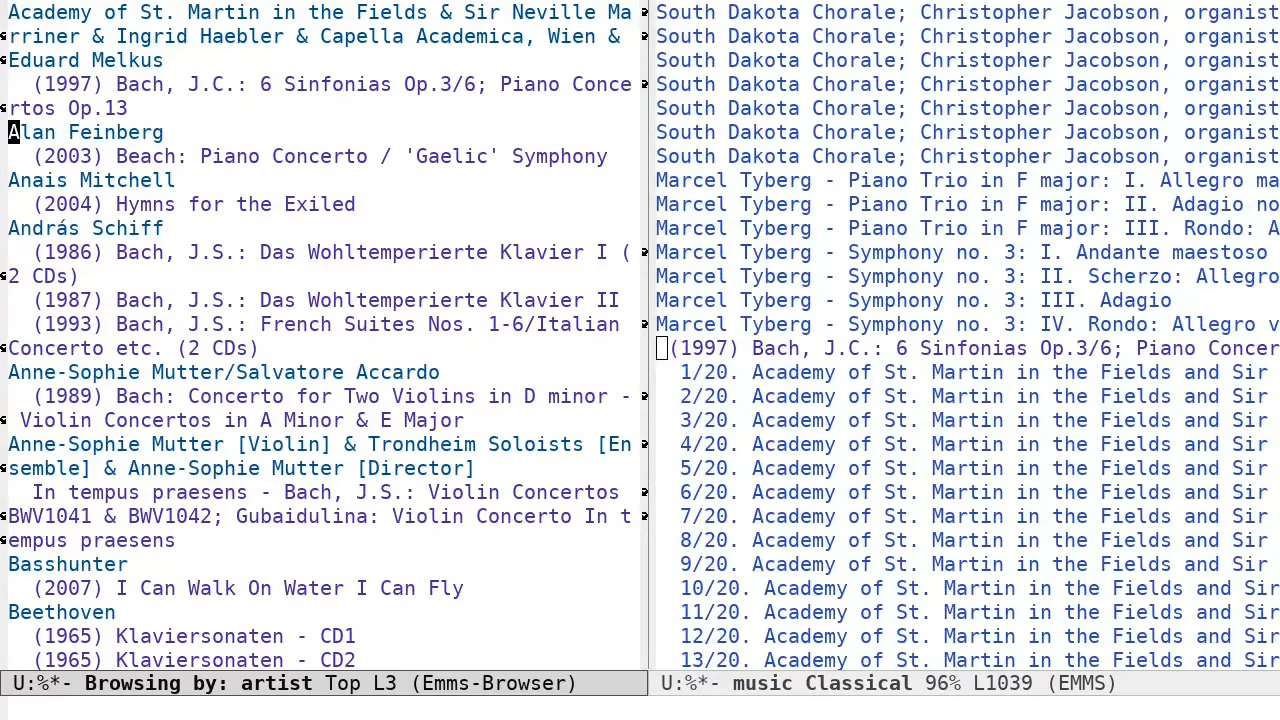 Academy of St. Martin in the Fields & Sir Neville Ma
rriner & Ingrid Haebler & Capella Academica, Wien &
Eduard Melkus
(1997) Bach, J.C.: 6 Sinfonias Op.3/6; Piano Conce
rtos Op.13
Alan Feinberg
(2003) Beach: Piano Concerto / 'Gaelic' Symphony
Anais Mitchell
(2004) Hymns for the Exiled
András Schiff
(1986) Bach, J.S.: Das Wohltemperierte Klavier I (
2 CDs)
(1987) Bach, J.S.: Das Wohltemperierte Klavier II
(1993) Bach, J.S.: French Suites Nos. 1-6/Italian
Concerto etc. (2 CDs)
Anne-Sophie Mutter/Salvatore Accardo
(1989) Bach: Concerto for Two Violins in D minor -
Violin Concertos in A Minor & E Major
Anne-Sophie Mutter [Violin] & Trondheim Soloists [En
semble] & Anne-Sophie Mutter [Director]
In tempus praesens - Bach, J.S.: Violin Concertos
BWV1041 & BWV1042; Gubaidulina: Violin Concerto In t
empus praesens
Basshunter
(2007) I Can Walk On Water I Can Fly
Beethoven
(1965) Klaviersonaten - CD1
(1965) Klaviersonaten - CD2
U:%*- Browsing by: artist Top L3 (Emms-Browser)
South Dakota Chorale; Christopher Jacobson, organist
South Dakota Chorale; Christopher Jacobson, organist
South Dakota Chorale; Christopher Jacobson, organist
South Dakota Chorale; Christopher Jacobson, organist
South Dakota Chorale; Christopher Jacobson, organist
South Dakota Chorale; Christopher Jacobson, organist
South Dakota Chorale; Christopher Jacobson, organist
Marcel Tyberg - Piano Trio in F major: I. Allegro ma
Marcel Tyberg - Piano Trio in F major: II. Adagio no
Marcel Tyberg - Piano Trio in F major: III. Rondo: A
Marcel Tyberg - Symphony no. 3: I. Andante maestoso
Marcel Tyberg - Symphony no. 3: II. Scherzo: Allegro
Marcel Tyberg - Symphony no. 3: III. Adagio
Marcel Tyberg - Symphony no. 3: IV. Rondo: Allegro v
(1997) Bach, J.C.: 6 Sinfonias Op.3/6; Piano Concer
1/20. Academy of St. Martin in the Fields and Sir
2/20. Academy of St. Martin in the Fields and Sir
3/20. Academy of St. Martin in the Fields and Sir
4/20. Academy of St. Martin in the Fields and Sir
5/20. Academy of St. Martin in the Fields and Sir
6/20. Academy of St. Martin in the Fields and Sir
7/20. Academy of St. Martin in the Fields and Sir
8/20. Academy of St. Martin in the Fields and Sir
9/20. Academy of St. Martin in the Fields and Sir
10/20. Academy of St. Martin in the Fields and Sir
11/20. Academy of St. Martin in the Fields and Sir
12/20. Academy of St. Martin in the Fields and Sir
13/20. Academy of St. Martin in the Fields and Sir
U:%*- music Classical 96% L1039 (EMMS)